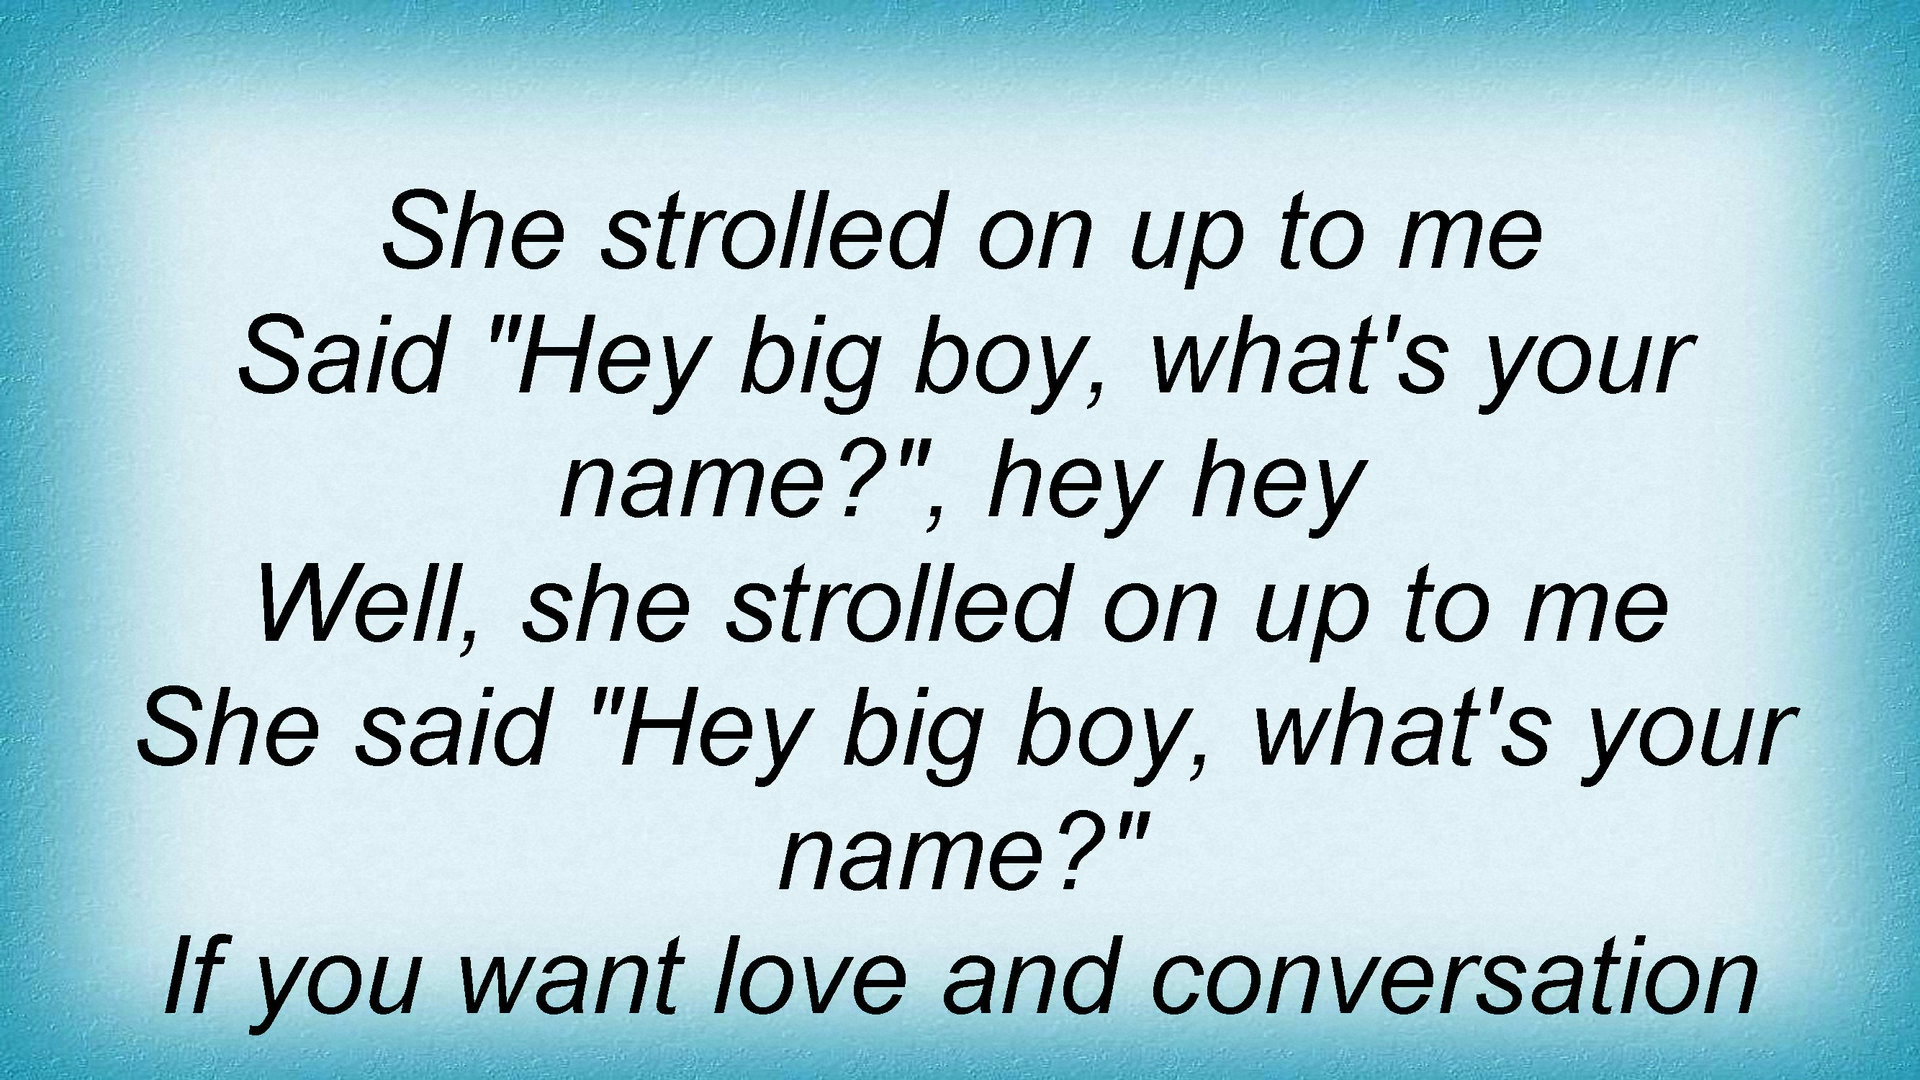 She strolled on up to me
Said "Hey big boy, what's your
name?", hey hey
Well, she strolled on up to me
She said "Hey big boy, what's your
name?"
If you want love and conversation